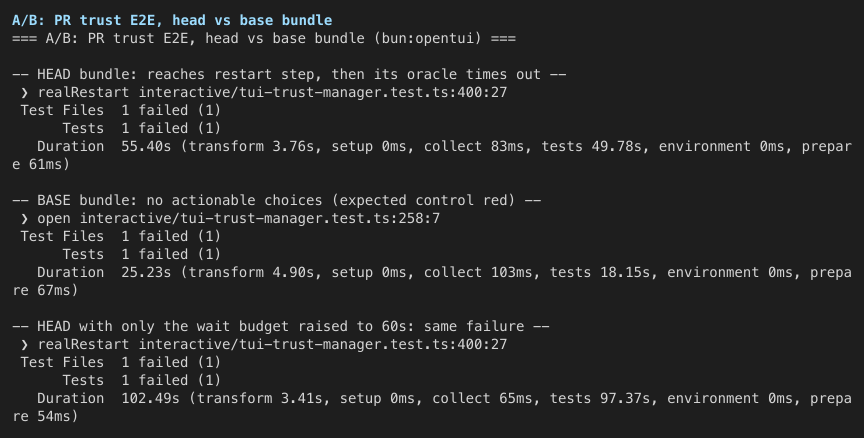 A/B: PR trust E2E, head vs base bundle
=== A/B: PR trust E2E, head vs base bundle (bun:opentui) ===
-- HEAD bundle: reaches restart step, then its oracle times out --
❯ realRestart interactive/tui-trust-manager.test.ts:400:27
Test Files  1 failed (1)
Tests  1 failed (1)
Duration  55.40s (transform 3.76s, setup 0ms, collect 83ms, tests 49.78s, environment 0ms, prepar
e 61ms)
-- BASE bundle: no actionable choices (expected control red) --
❯ open interactive/tui-trust-manager.test.ts:258:7
Test Files  1 failed (1)
Tests  1 failed (1)
Duration  25.23s (transform 4.90s, setup 0ms, collect 103ms, tests 18.15s, environment 0ms, prepa
re 67ms)
-- HEAD with only the wait budget raised to 60s: same failure --
❯ realRestart interactive/tui-trust-manager.test.ts:400:27
Test Files  1 failed (1)
Tests  1 failed (1)
Duration  102.49s (transform 3.41s, setup 0ms, collect 65ms, tests 97.37s, environment 0ms, prepa
re 54ms)